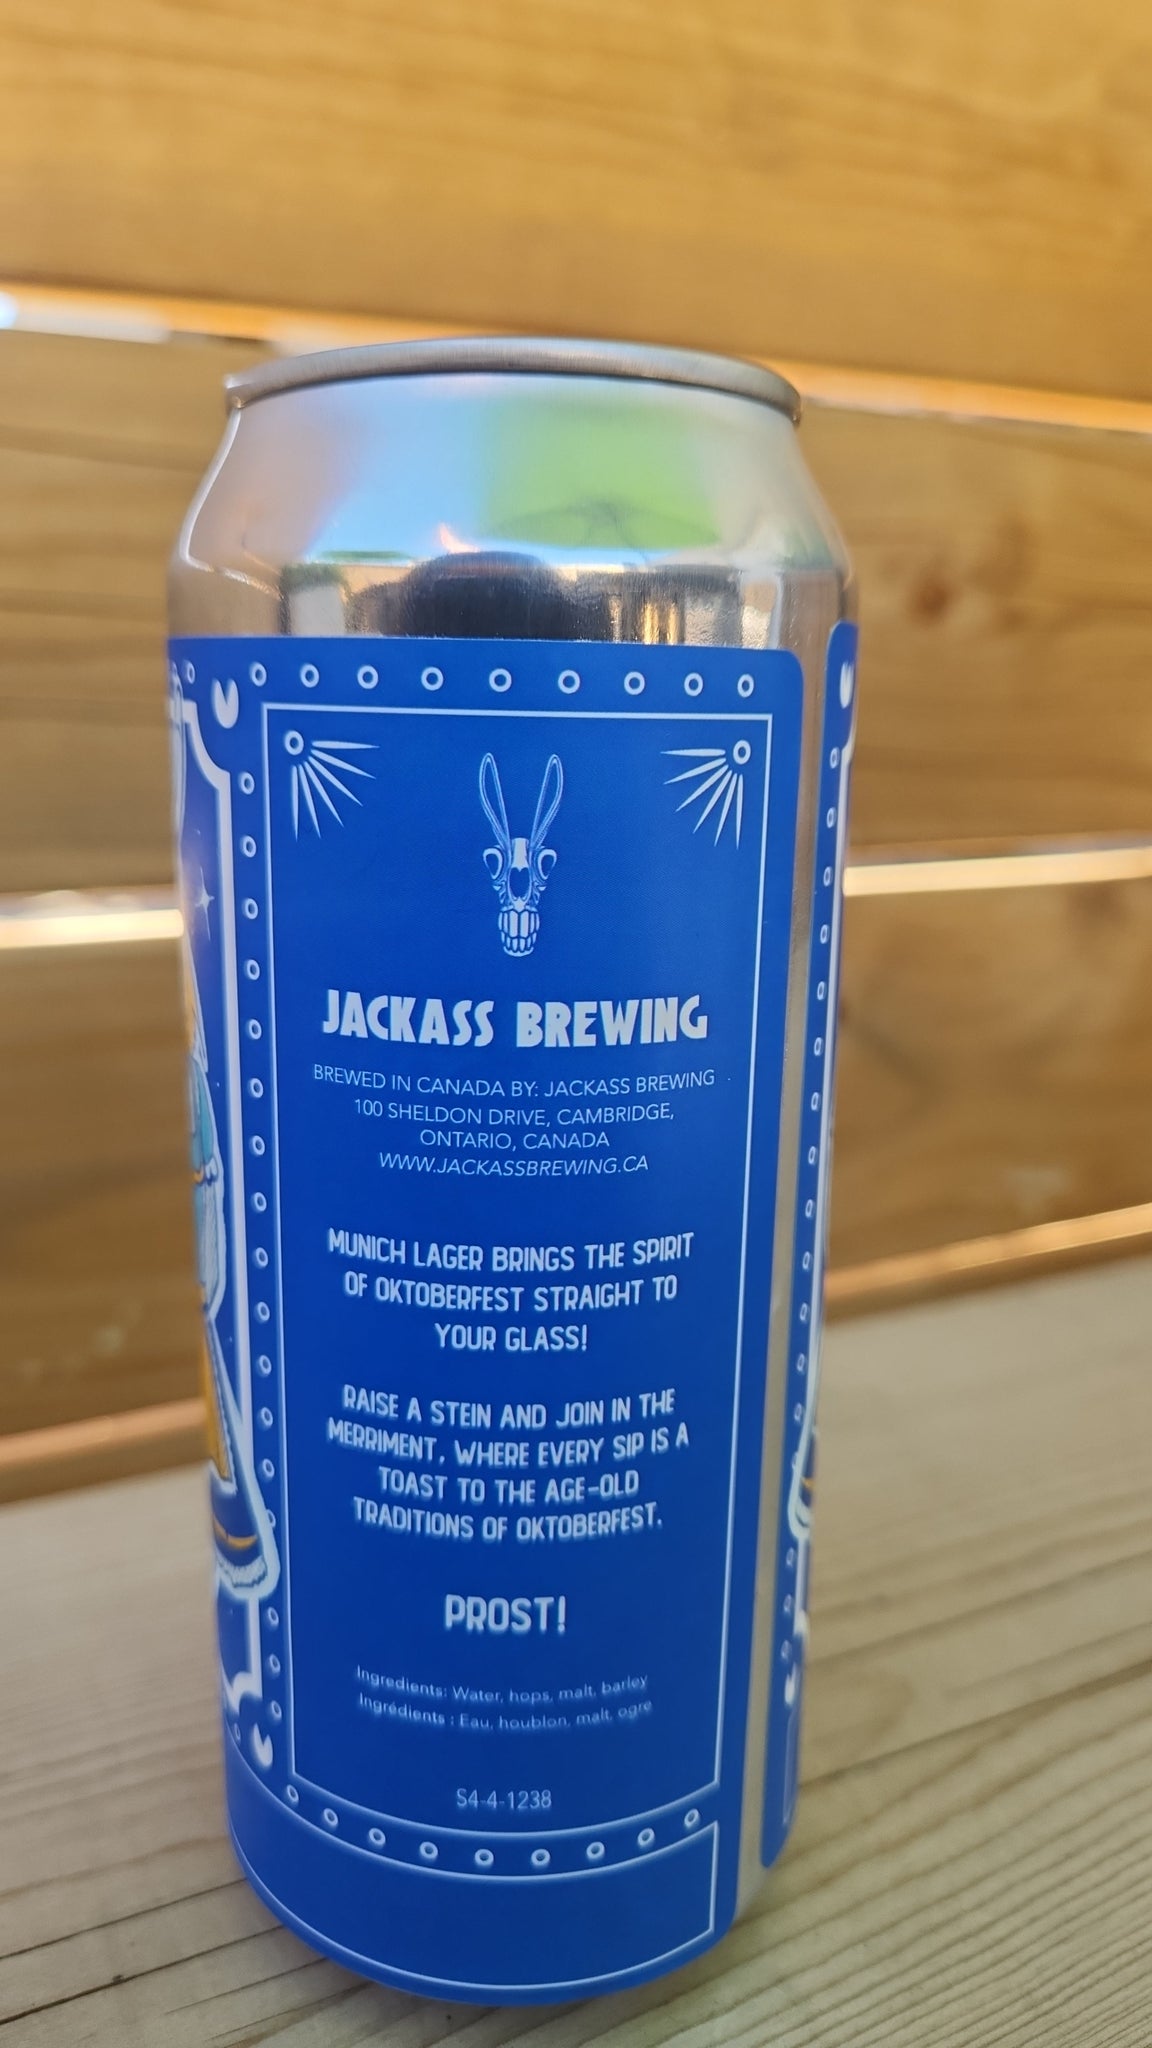 JACKASS BREWING
BREWED IN CANADA BY: JACKASS BREWING
100 SHELDON DRIVE, CAMBRIDGE,
ONTARIO, CANADA
WWW.JACKASSBREWING.CA
MUNICH LAGER BRINGS THE SPIRIT
OF OKTOBERFEST STRAIGHT TO
YOUR GLASS!
RAISE A STEIN AND JOIN IN THE
MERRIMENT, WHERE EVERY SIP IS A
TOAST TO THE AGE-OLD
TRADITIONS OF OKTOBERFEST.
PROST!
Ingredients: Water, hops, malt, barley
Ingrédients : Eau, houblon, malt, ogre
S4-4-1238